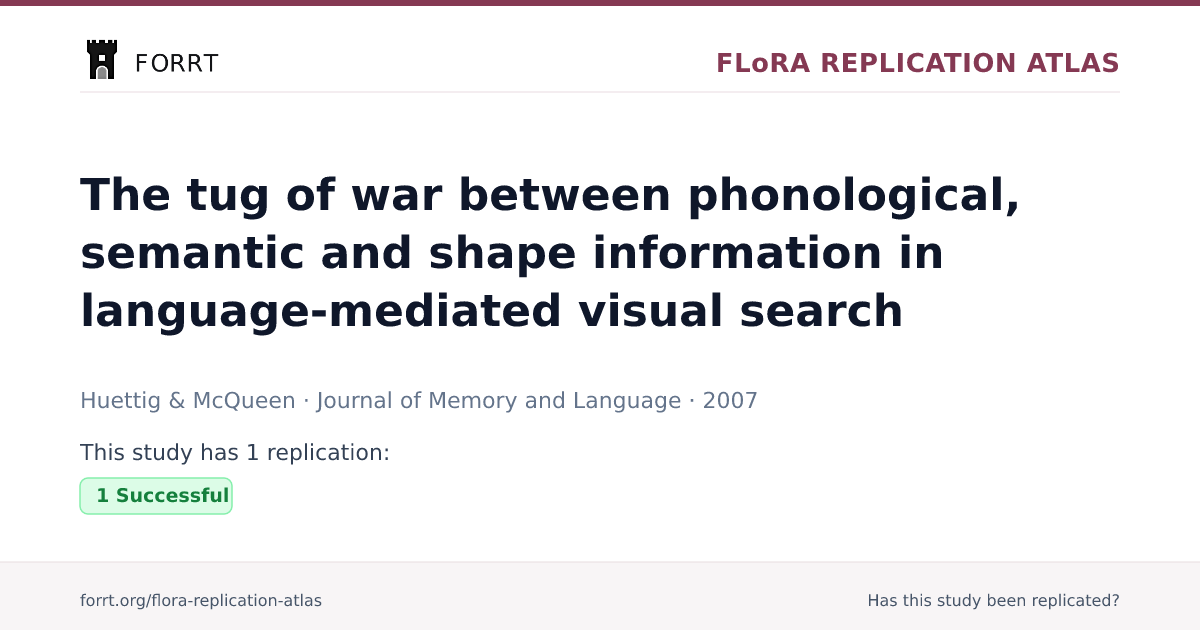 FORRT
FLoRA REPLICATION ATLAS
The tug of war between phonological,
semantic and shape information in
language-mediated visual search
Huettig & McQueen · Journal of Memory and Language · 2007
This study has 1 replication:
1 Successful
forrt.org/flora-replication-atlas
Has this study been replicated?